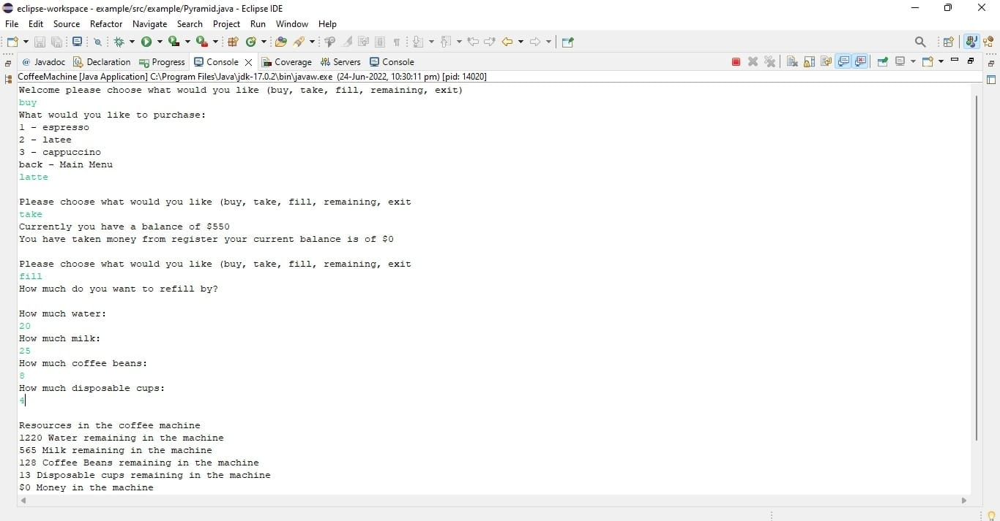 eclipse-workspace - example/src/example/Pyramid.java - Eclipse IDE
File Edit Source Refactor Navigate Search Project Run Window Help
@ Javadoc Declaration Progress Console Coverage Servers Console
CoffeeMachine [Java Application] C:\Program Files\Java\jdk-17.0.2\bin\javaw.exe (24-Jun-2022, 10:30:11 pm) [pid: 14020]
Welcome please choose what would you like (buy, take, fill, remaining, exit)
buy
What would you like to purchase:
1 - espresso
2 - latee
3 - cappuccino
back - Main Menu
latte
Please choose what would you like (buy, take, fill, remaining, exit
take
Currently you have a balance of $550
You have taken money from register your current balance is of $0
Please choose what would you like (buy, take, fill, remaining, exit
fill
How much do you want to refill by?
How much water:
20
How much milk:
25
How much coffee beans:
8
How much disposable cups:
4
Resources in the coffee machine
1220 Water remaining in the machine
565 Milk remaining in the machine
128 Coffee Beans remaining in the machine
13 Disposable cups remaining in the machine
$0 Money in the machine